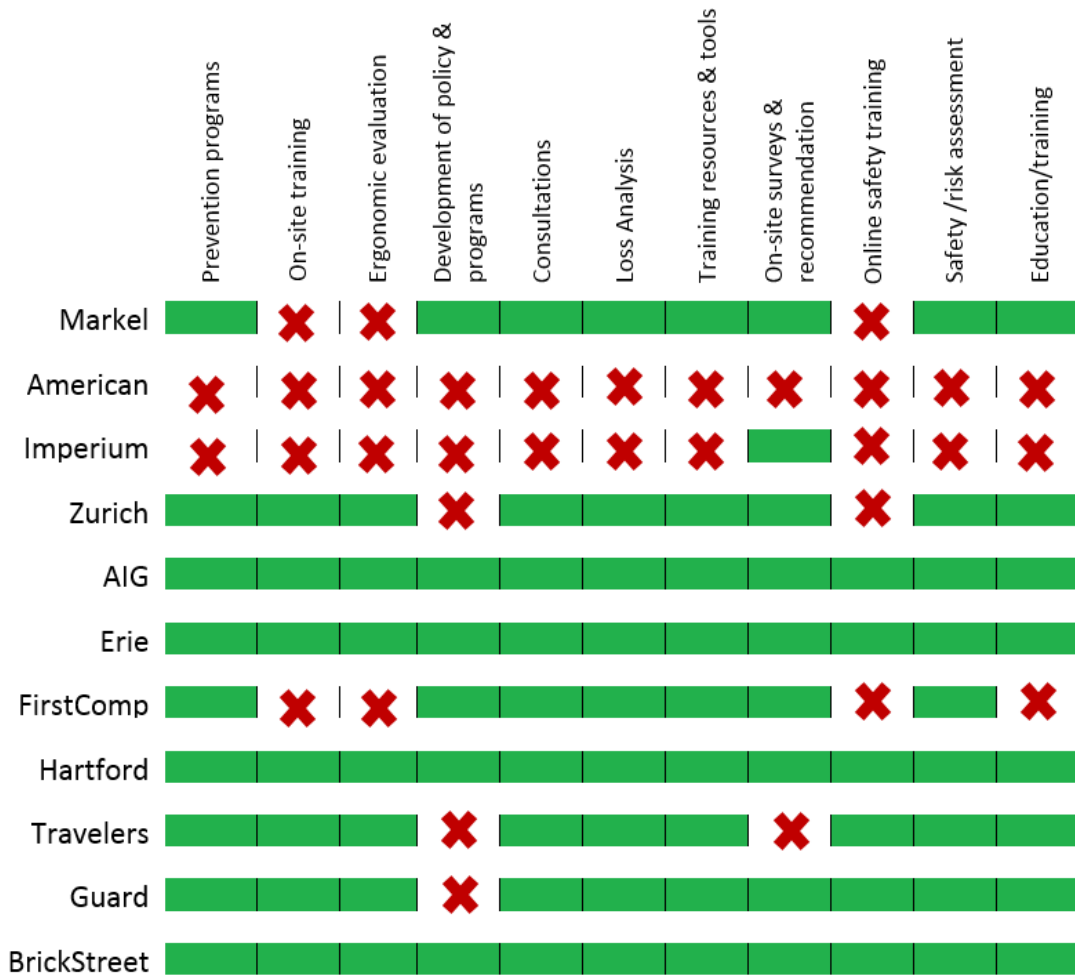 Prevention programs
On-site training
Ergonomic evaluation
Development of policy &
programs
Consultations
Loss Analysis
Training resources & tools
On-site surveys &
recommendation
Online safety training
Safety /risk assessment
Education/training
Markel
American
Imperium
Zurich
AIG
Erie
FirstComp
Hartford
Travelers
Guard
BrickStreet